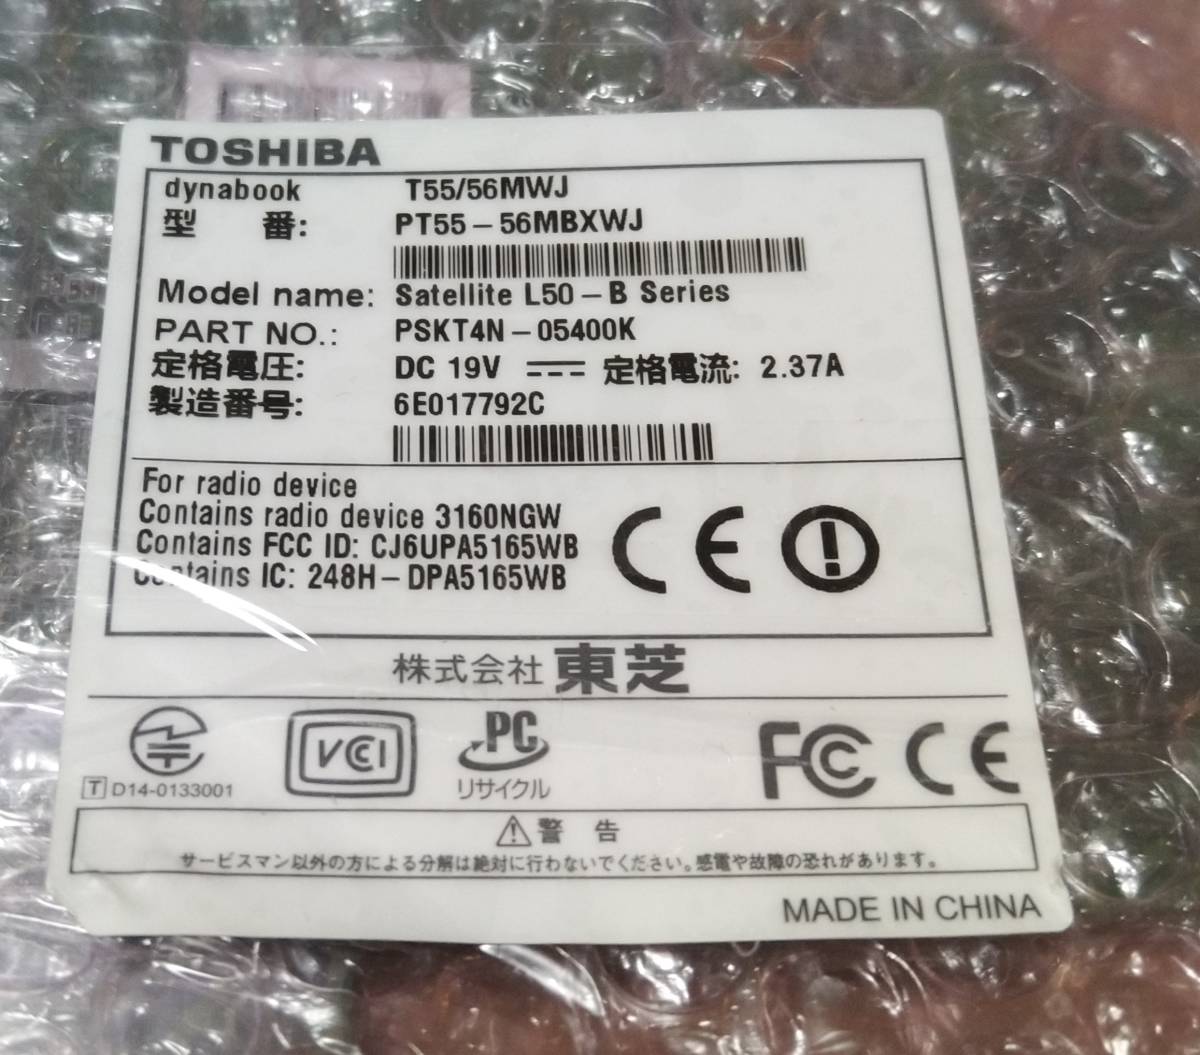 TOSHIBA
dynabook T55/56MWJ
型 番: PT55-56MBXWJ
Model name: Satellite L50-B Series
PART NO.: PSKT4N-05400K
定格電圧: DC 19V 定格電流: 2.37A
製造番号: 6E017792C
For radio device
Contains radio device 3160NGW
Contains FCC ID: CJ6UPA5165WB
Contains IC: 248H-DPA5165WB
CE
株式会社 東芝
VCCI PC FC CE
T D14-0133001 リサイクル
警 告
サービスマン以外の方による分解は絶対に行わないでください。感電や故障の恐れがあります。
MADE IN CHINA